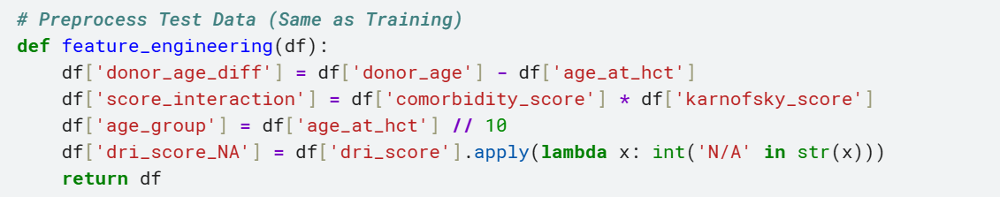 # Preprocess Test Data (Same as Training)
def feature_engineering(df):
    df['donor_age_diff'] = df['donor_age'] - df['age_at_hct']
    df['score_interaction'] = df['comorbidity_score'] * df['karnofsky_score']
    df['age_group'] = df['age_at_hct'] // 10
    df['dri_score_NA'] = df['dri_score'].apply(lambda x: int('N/A' in str(x)))
    return df